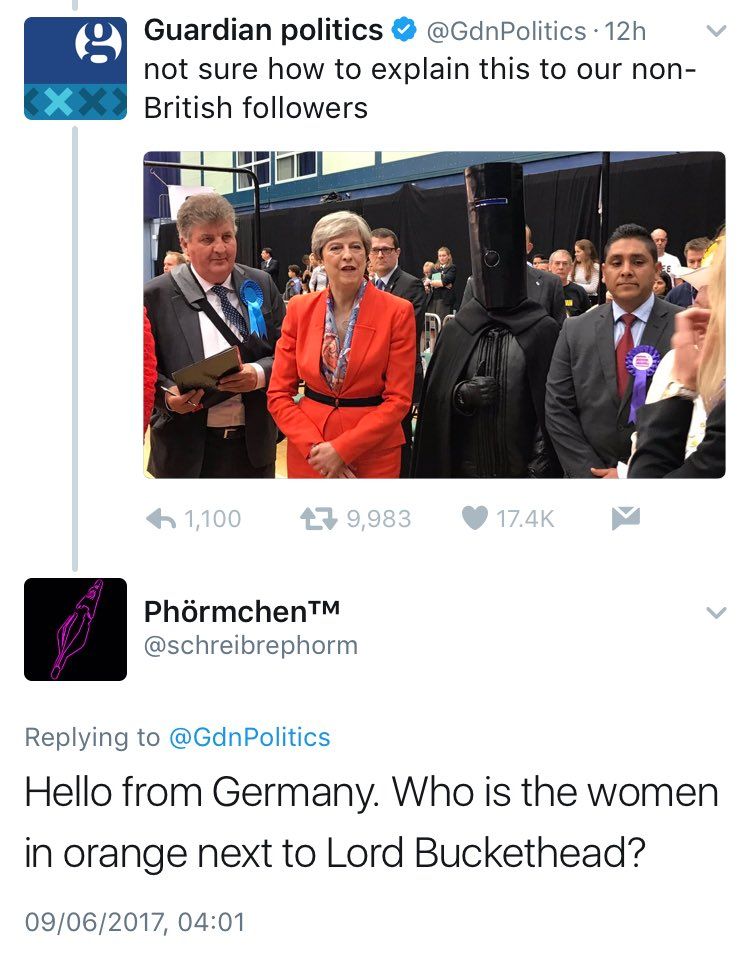 Guardian politics @GdnPolitics · 12h
not sure how to explain this to our non-
British followers
1,100 9,983 17.4K
Phörmchen™
@schreibrephorm
Replying to @GdnPolitics
Hello from Germany. Who is the women
in orange next to Lord Buckethead?
09/06/2017, 04:01